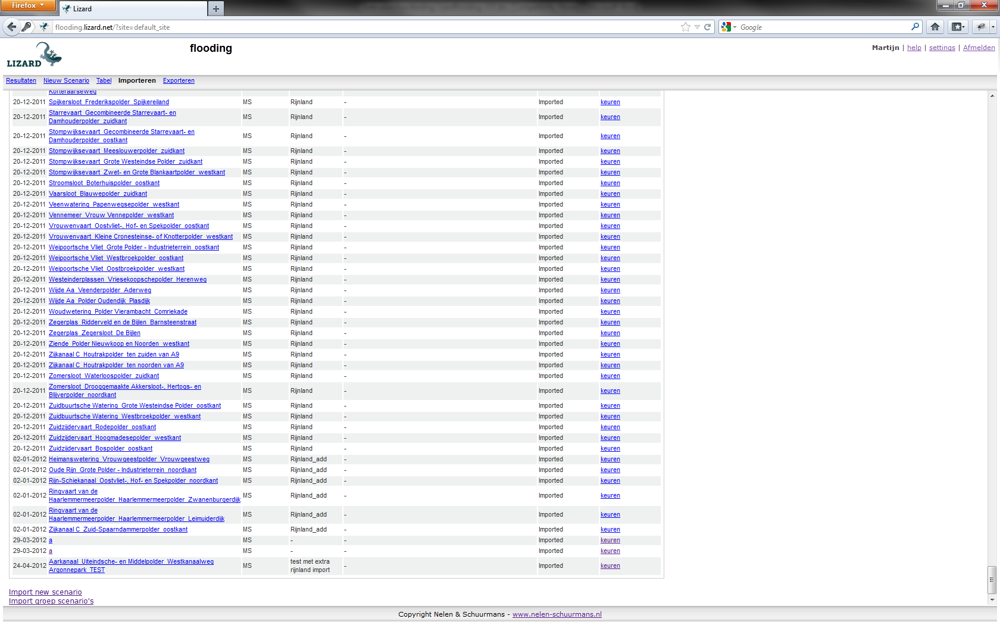 Firefox
Lizard
flooding.lizard.net/?site=default_site
Google
LIZARD
flooding
Martijn | help | settings | Afmelden
Resultaten Nieuw Scenario Tabel Importeren Exporteren
Korteraarseweg
20-12-2011 Spijkersloot_Frederikspolder_Spijkereiland MS Rijnland - Imported keuren
20-12-2011 Starrevaart_Gecombineerde Starrevaart- en
Damhouderpolder_zuidkant MS Rijnland - Imported keuren
20-12-2011 Stompwijksevaart_Gecombineerde Starrevaart- en
Damhouderpolder_oostkant MS Rijnland - Imported keuren
20-12-2011 Stompwijksevaart_Meeslouwerpolder_zuidkant MS Rijnland - Imported keuren
20-12-2011 Stompwijksevaart_Grote Westeindse Polder_zuidkant MS Rijnland - Imported keuren
20-12-2011 Stompwijksevaart_Zwet- en Grote Blankaartpolder_westkant MS Rijnland - Imported keuren
20-12-2011 Stroomsloot_Boterhuispolder_oostkant MS Rijnland - Imported keuren
20-12-2011 Vaarsloot_Blauwepolder_zuidkant MS Rijnland - Imported keuren
20-12-2011 Veenwatering_Papenwegsepolder_westkant MS Rijnland - Imported keuren
20-12-2011 Vennemeer_Vrouw Vennepolder_westkant MS Rijnland - Imported keuren
20-12-2011 Vrouwenvaart_Oostvliet-, Hof- en Spekpolder_oostkant MS Rijnland - Imported keuren
20-12-2011 Vrouwenvaart_Kleine Cronesteinse- of Knotterpolder_westkant MS Rijnland - Imported keuren
20-12-2011 Weipoortsche Vliet_Grote Polder - Industrieterrein_oostkant MS Rijnland - Imported keuren
20-12-2011 Weipoortsche Vliet_Westbroekpolder_oostkant MS Rijnland - Imported keuren
20-12-2011 Weipoortsche Vliet_Oostbroekpolder_westkant MS Rijnland - Imported keuren
20-12-2011 Westeinderplassen_Vriesekoopschepolder_Herenweg MS Rijnland - Imported keuren
20-12-2011 Wijde Aa_Veenderpolder_Aderweg MS Rijnland - Imported keuren
20-12-2011 Wijde Aa_Polder Oudendijk_Plasdijk MS Rijnland - Imported keuren
20-12-2011 Woudwetering_Polder Vierambacht_Comriekade MS Rijnland - Imported keuren
20-12-2011 Zegerplas_Ridderveld en de Bijlen_Barnsteenstraat MS Rijnland - Imported keuren
20-12-2011 Zegerplas_Zegersloot_De Bijlen MS Rijnland - Imported keuren
20-12-2011 Ziende_Polder Nieuwkoop en Noorden_westkant MS Rijnland - Imported keuren
20-12-2011 Zijkanaal C_Houtrakpolder_ten zuiden van A9 MS Rijnland - Imported keuren
20-12-2011 Zijkanaal C_Houtrakpolder_ten noorden van A9 MS Rijnland - Imported keuren
20-12-2011 Zomersloot_Waterloospolder_zuidkant MS Rijnland - Imported keuren
20-12-2011 Zomersloot_Drooggemaakte Akkersloot-, Hertogs- en
Blijverpolder_noordkant MS Rijnland - Imported keuren
20-12-2011 Zuidbuurtsche Watering_Grote Westeindse Polder_oostkant MS Rijnland - Imported keuren
20-12-2011 Zuidbuurtsche Watering_Westbroekpolder_westkant MS Rijnland - Imported keuren
20-12-2011 Zuidzijdervaart_Rodepolder_oostkant MS Rijnland - Imported keuren
20-12-2011 Zuidzijdervaart_Hoogmadesepolder_westkant MS Rijnland - Imported keuren
20-12-2011 Zuidzijdervaart_Bospolder_oostkant MS Rijnland - Imported keuren
02-01-2012 Heimanswetering_Vrouwgeestpolder_Vrouwgeestweg MS Rijnland_add - Imported keuren
02-01-2012 Oude Rijn_Grote Polder - Industrieterrein_noordkant MS Rijnland_add - Imported keuren
02-01-2012 Rijn-Schiekanaal_Oostvliet-, Hof- en Spekpolder_noordkant MS Rijnland_add - Imported keuren
02-01-2012 Ringvaart van de
Haarlemmermeerpolder_Haarlemmermeerpolder_Zwanenburgerdijk MS Rijnland_add - Imported keuren
02-01-2012 Ringvaart van de
Haarlemmermeerpolder_Haarlemmermeerpolder_Leimuiderdijk MS Rijnland_add - Imported keuren
02-01-2012 Zijkanaal C_Zuid-Spaarndammerpolder_oostkant MS Rijnland_add - Imported keuren
29-03-2012 a MS - - Imported keuren
29-03-2012 a MS - - Imported keuren
24-04-2012 Aarkanaal_Uiteindsche- en Middelpolder_Westkanaalweg
Argonnepark_TEST MS test met extra
rijnland import - Imported keuren
Import new scenario
Import groep scenario's
Copyright Nelen & Schuurmans - www.nelen-schuurmans.nl